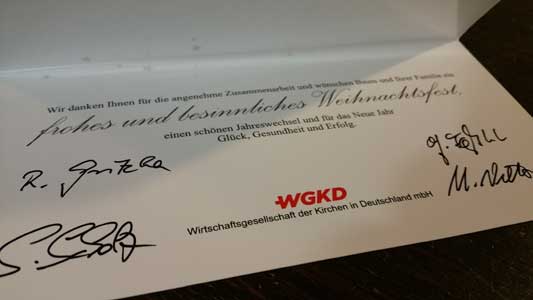 Wir danken Ihnen für die angenehme Zusammenarbeit und wünschen Ihnen und Ihrer Familie ein
frohes und besinnliches Weihnachtsfest,
einen schönen Jahreswechsel und für das Neue Jahr
Glück, Gesundheit und Erfolg.
WGKD
Wirtschaftsgesellschaft der Kirchen in Deutschland mbH